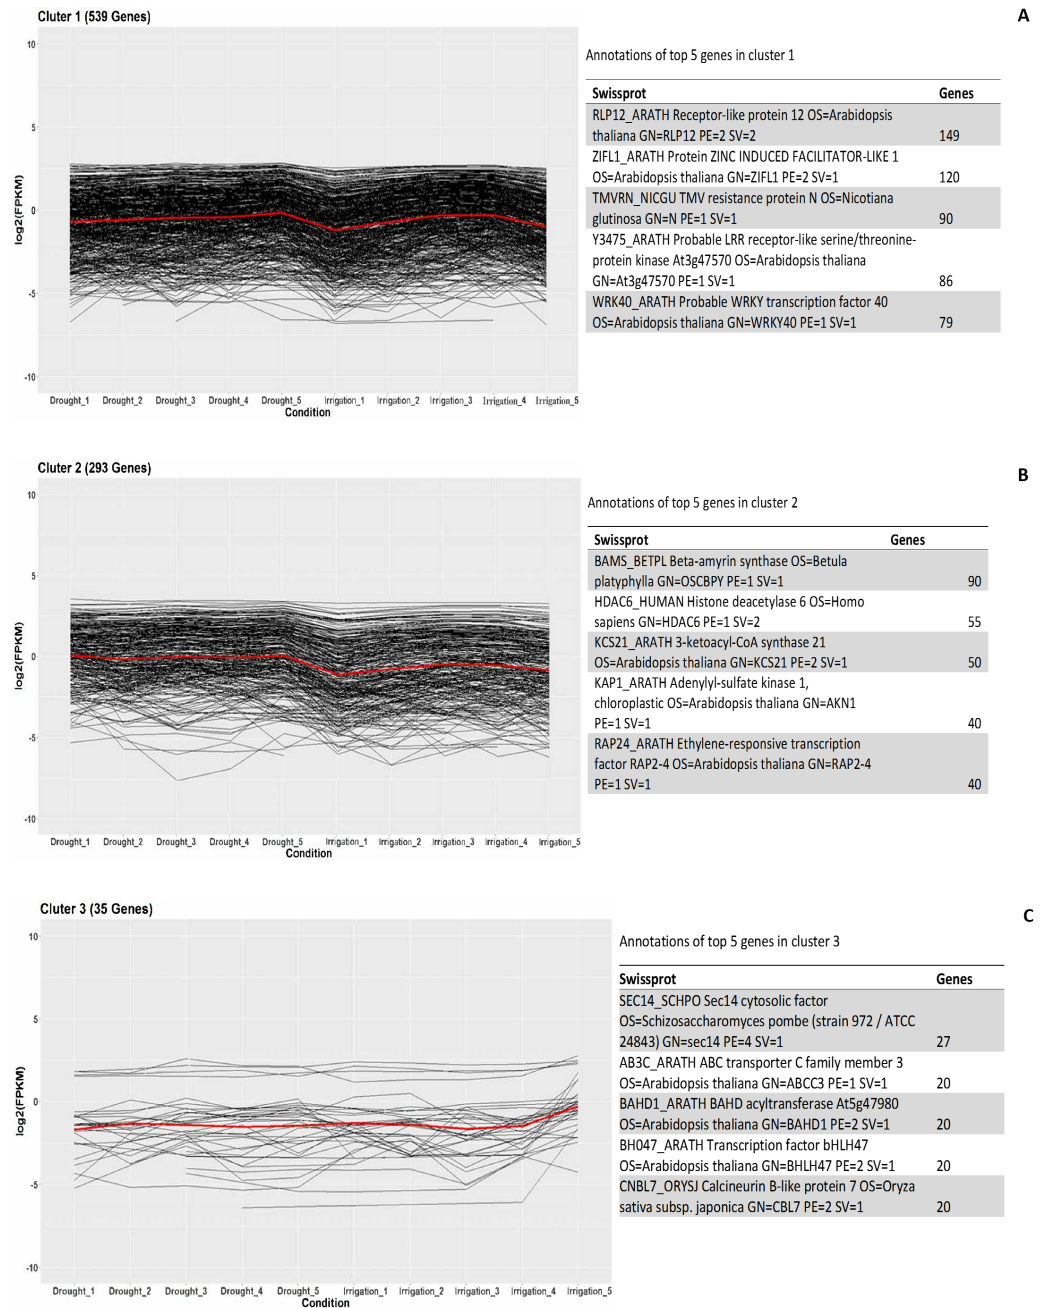 Cluter 1 (539 Genes)
A
10
5
0
-5
-10
log2(FPKM)
Drought_1 Drought_2 Drought_3 Drought_4 Drought_5 Irrigation_1 Irrigation_2 Irrigation_3 Irrigation_4 Irrigation_5
Condition
Annotations of top 5 genes in cluster 1
Swissprot Genes
RLP12_ARATH Receptor-like protein 12 OS=Arabidopsis
thaliana GN=RLP12 PE=2 SV=2 149
ZIFL1_ARATH Protein ZINC INDUCED FACILITATOR-LIKE 1
OS=Arabidopsis thaliana GN=ZIFL1 PE=2 SV=1 120
TMVRN_NICGU TMV resistance protein N OS=Nicotiana
glutinosa GN=N PE=1 SV=1 90
Y3475_ARATH Probable LRR receptor-like serine/threonine-
protein kinase At3g47570 OS=Arabidopsis thaliana
GN=At3g47570 PE=1 SV=1 86
WRK40_ARATH Probable WRKY transcription factor 40
OS=Arabidopsis thaliana GN=WRKY40 PE=1 SV=1 79
Cluter 2 (293 Genes)
B
10
5
0
-5
-10
log2(FPKM)
Drought_1 Drought_2 Drought_3 Drought_4 Drought_5 Irrigation_1 Irrigation_2 Irrigation_3 Irrigation_4 Irrigation_5
Condition
Annotations of top 5 genes in cluster 2
Swissprot Genes
BAMS_BETPL Beta-amyrin synthase OS=Betula
platyphylla GN=OSCBPY PE=1 SV=1 90
HDAC6_HUMAN Histone deacetylase 6 OS=Homo
sapiens GN=HDAC6 PE=1 SV=2 55
KCS21_ARATH 3-ketoacyl-CoA synthase 21
OS=Arabidopsis thaliana GN=KCS21 PE=2 SV=1 50
KAP1_ARATH Adenylyl-sulfate kinase 1,
chloroplastic OS=Arabidopsis thaliana GN=AKN1
PE=1 SV=1 40
RAP24_ARATH Ethylene-responsive transcription
factor RAP2-4 OS=Arabidopsis thaliana GN=RAP2-4
PE=1 SV=1 40
Cluter 3 (35 Genes)
C
10
5
0
-5
-10
log2(FPKM)
Drought_1 Drought_2 Drought_3 Drought_4 Drought_5 Irrigation_1 Irrigation_2 Irrigation_3 Irrigation_4 Irrigation_5
Condition
Annotations of top 5 genes in cluster 3
Swissprot Genes
SEC14_SCHPO Sec14 cytosolic factor
OS=Schizosaccharomyces pombe (strain 972 / ATCC
24843) GN=sec14 PE=4 SV=1 27
AB3C_ARATH ABC transporter C family member 3
OS=Arabidopsis thaliana GN=ABCC3 PE=1 SV=1 20
BAHD1_ARATH BAHD acyltransferase At5g47980
OS=Arabidopsis thaliana GN=BAHD1 PE=2 SV=1 20
BH047_ARATH Transcription factor bHLH47
OS=Arabidopsis thaliana GN=BHLH47 PE=2 SV=1 20
CNBL7_ORYSJ Calcineurin B-like protein 7 OS=Oryza
sativa subsp. japonica GN=CBL7 PE=2 SV=1 20